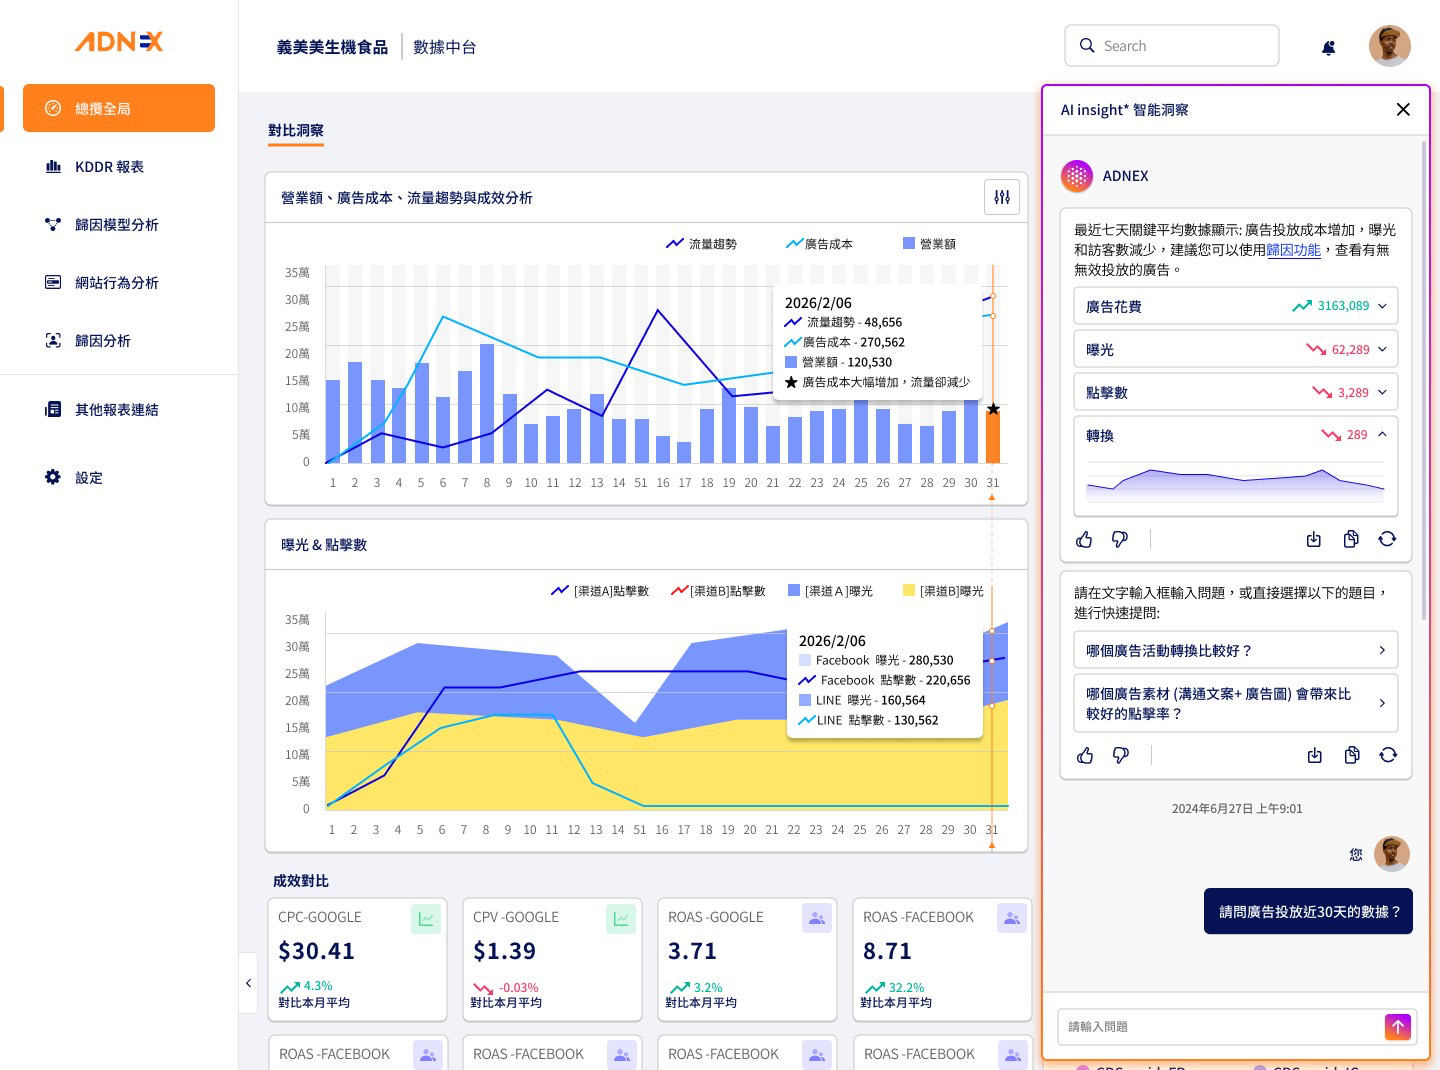 ADNEX
總攬全局
KDDR 報表
歸因模型分析
網站行為分析
歸因分析
其他報表連結
設定
義美美生機食品
數據中台
Search
對比洞察
營業額、廣告成本、流量趨勢與成效分析
流量趨勢 廣告成本 營業額
35萬
30萬
25萬
20萬
15萬
10萬
5萬
0
2026/2/06
流量趨勢 - 48,656
廣告成本 - 270,562
營業額 - 120,530
廣告成本大幅增加，流量卻減少
1 2 3 4 5 6 7 8 9 10 11 12 13 14 51 16 17 18 19 20 21 22 23 24 25 26 27 28 29 30 31
曝光 & 點擊數
[渠道A]點擊數 [渠道B]點擊數 [渠道Ａ]曝光 [渠道B]曝光
35萬
30萬
25萬
20萬
15萬
10萬
5萬
0
2026/2/06
Facebook 曝光 - 280,530
Facebook 點擊數 - 220,656
LINE 曝光 - 160,564
LINE 點擊數 - 130,562
1 2 3 4 5 6 7 8 9 10 11 12 13 14 51 16 17 18 19 20 21 22 23 24 25 26 27 28 29 30 31
成效對比
CPC-GOOGLE
$30.41
4.3%
對比本月平均
CPV -GOOGLE
$1.39
-0.03%
對比本月平均
ROAS -GOOGLE
3.71
3.2%
對比本月平均
ROAS -FACEBOOK
8.71
32.2%
對比本月平均
ROAS -FACEBOOK
ROAS -FACEBOOK
ROAS -FACEBOOK
ROAS -FACEBOOK
AI insight* 智能洞察
ADNEX
最近七天關鍵平均數據顯示: 廣告投放成本增加，曝光
和訪客數減少，建議您可以使用歸因功能，查看有無
無效投放的廣告。
廣告花費 3163,089
曝光 62,289
點擊數 3,289
轉換 289
請在文字輸入框輸入問題，或直接選擇以下的題目，
進行快速提問:
哪個廣告活動轉換比較好？
哪個廣告素材 (溝通文案+ 廣告圖) 會帶來比
較好的點擊率？
2024年6月27日 上午9:01
您
請問廣告投放近30天的數據？
請輸入問題